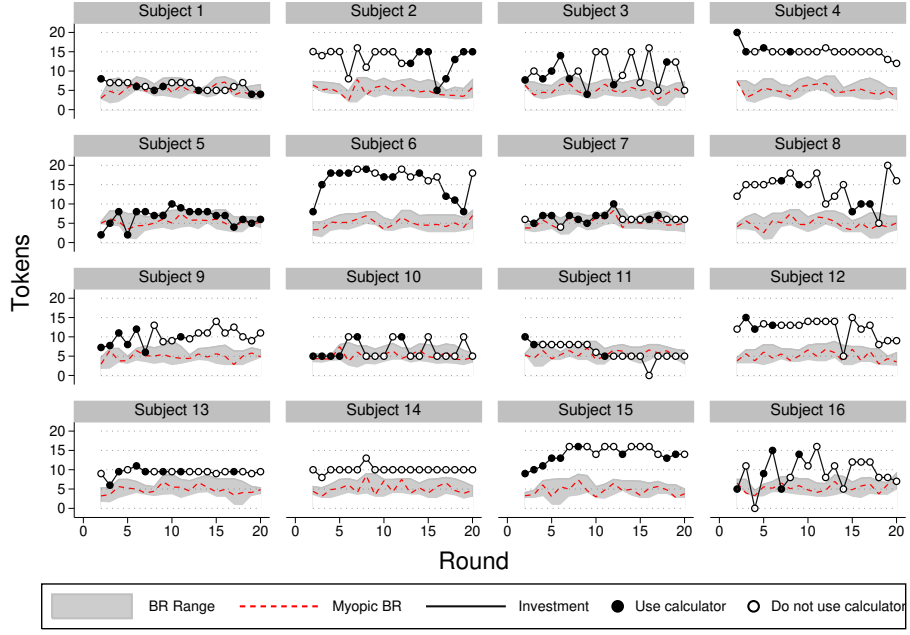 Subject 1 Subject 2 Subject 3 Subject 4
20
15
10
5
0
Subject 5 Subject 6 Subject 7 Subject 8
20
15
10
5
0
Subject 9 Subject 10 Subject 11 Subject 12
20
15
10
5
0
Subject 13 Subject 14 Subject 15 Subject 16
20
15
10
5
0
0 5 10 15 20 0 5 10 15 20 0 5 10 15 20 0 5 10 15 20
Tokens
Round
BR Range Myopic BR Investment Use calculator Do not use calculator